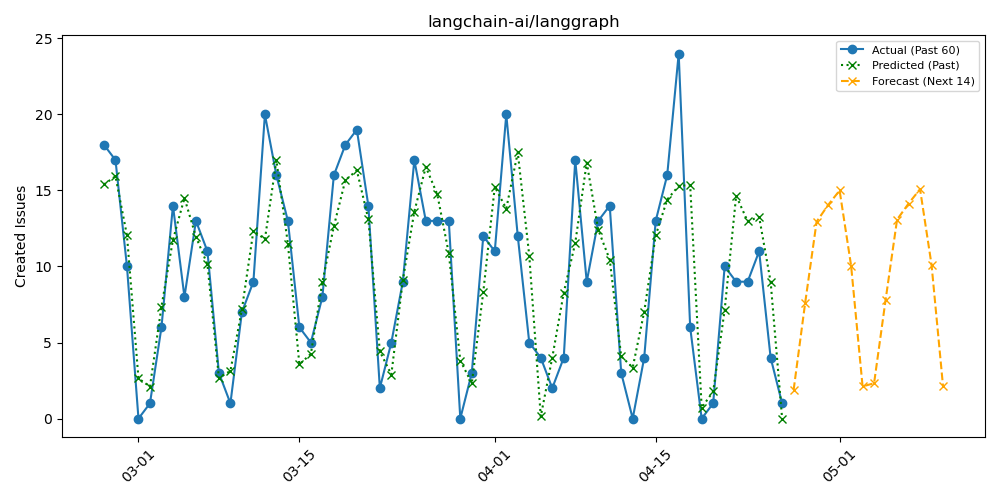 langchain-ai/langgraph
Actual (Past 60)
Predicted (Past)
Forecast (Next 14)
Created Issues
25
20
15
10
5
0
03-01
03-15
04-01
04-15
05-01